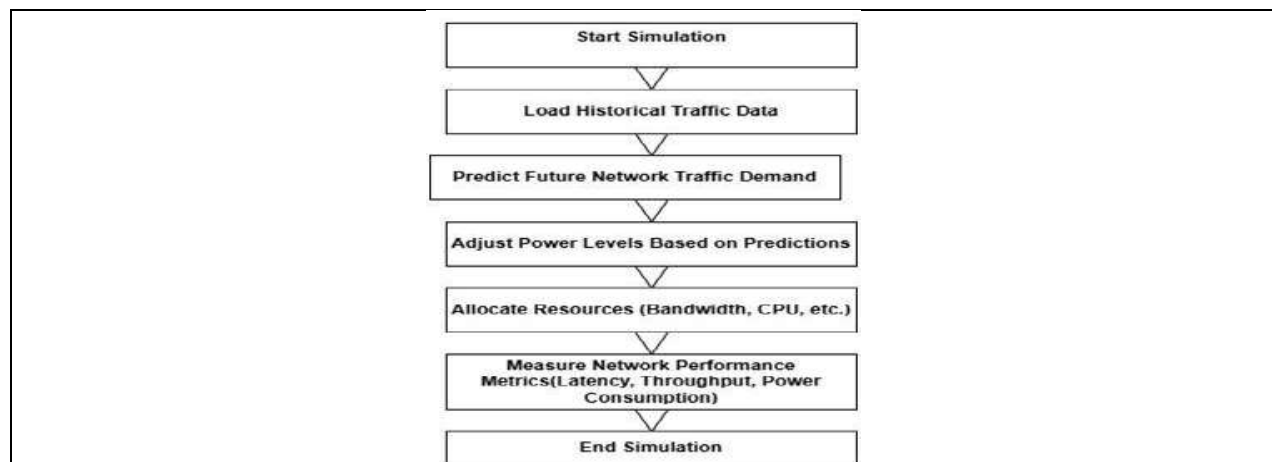 Start Simulation
Load Historical Traffic Data
Predict Future Network Traffic Demand
Adjust Power Levels Based on Predictions
Allocate Resources (Bandwidth, CPU, etc.)
Measure Network Performance
Metrics(Latency, Throughput, Power
Consumption)
End Simulation